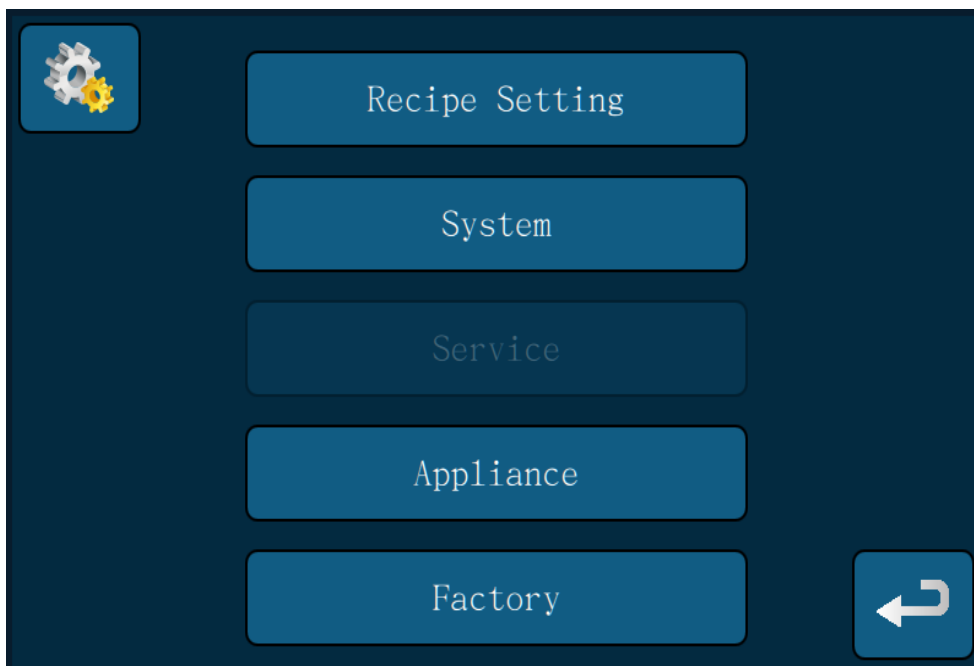 Recipe Setting
System
Service
Appliance
Factory